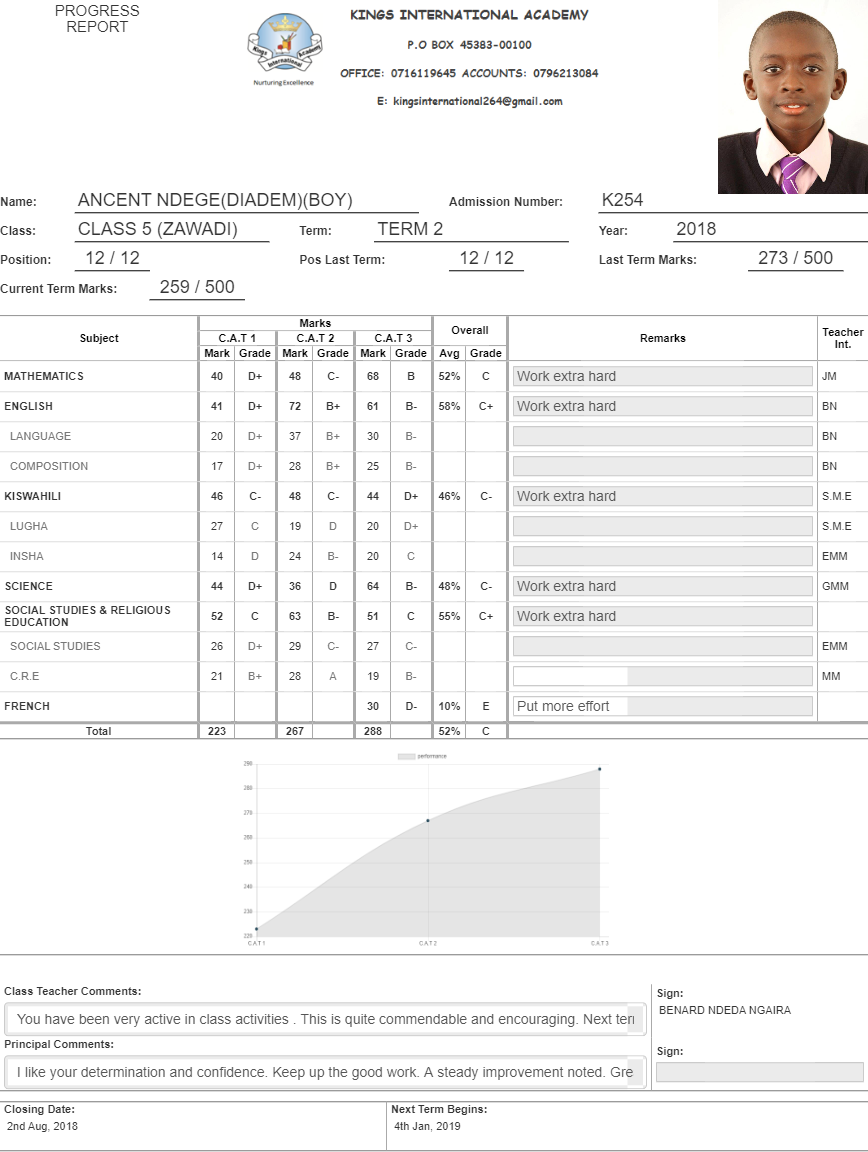 PROGRESS
REPORT
KINGS INTERNATIONAL ACADEMY
P.O BOX 45383-00100
OFFICE: 0716119645 ACCOUNTS: 0796213084
E: kingsinternational264@gmail.com
Kings Academy
International
Nurturing Excellence
Name: ANCENT NDEGE(DIADEM)(BOY) Admission Number: K254
Class: CLASS 5 (ZAWADI) Term: TERM 2 Year: 2018
Position: 12 / 12 Pos Last Term: 12 / 12 Last Term Marks: 273 / 500
Current Term Marks: 259 / 500
Subject Marks Overall Remarks Teacher Int.
C.A.T 1 C.A.T 2 C.A.T 3
Mark Grade Mark Grade Mark Grade Avg Grade
MATHEMATICS 40 D+ 48 C- 68 B 52% C Work extra hard JM
ENGLISH 41 D+ 72 B+ 61 B- 58% C+ Work extra hard BN
LANGUAGE 20 D+ 37 B+ 30 B- BN
COMPOSITION 17 D+ 28 B+ 25 B- BN
KISWAHILI 46 C- 48 C- 44 D+ 46% C- Work extra hard S.M.E
LUGHA 27 C 19 D 20 D+ S.M.E
INSHA 14 D 24 B- 20 C EMM
SCIENCE 44 D+ 36 D 64 B- 48% C- Work extra hard GMM
SOCIAL STUDIES & RELIGIOUS
EDUCATION 52 C 63 B- 51 C 55% C+ Work extra hard
SOCIAL STUDIES 26 D+ 29 C- 27 C- EMM
C.R.E 21 B+ 28 A 19 B- MM
FRENCH 30 D- 10% E Put more effort
Total 223 267 288 52% C
performance
290
280
270
260
250
240
230
220
CAT1 CAT2 CAT3
Class Teacher Comments:
You have been very active in class activities . This is quite commendable and encouraging. Next ten
Principal Comments:
I like your determination and confidence. Keep up the good work. A steady improvement noted. Gre
Sign:
BENARD NDEDA NGAIRA
Sign:
Closing Date:
2nd Aug, 2018
Next Term Begins:
4th Jan, 2019